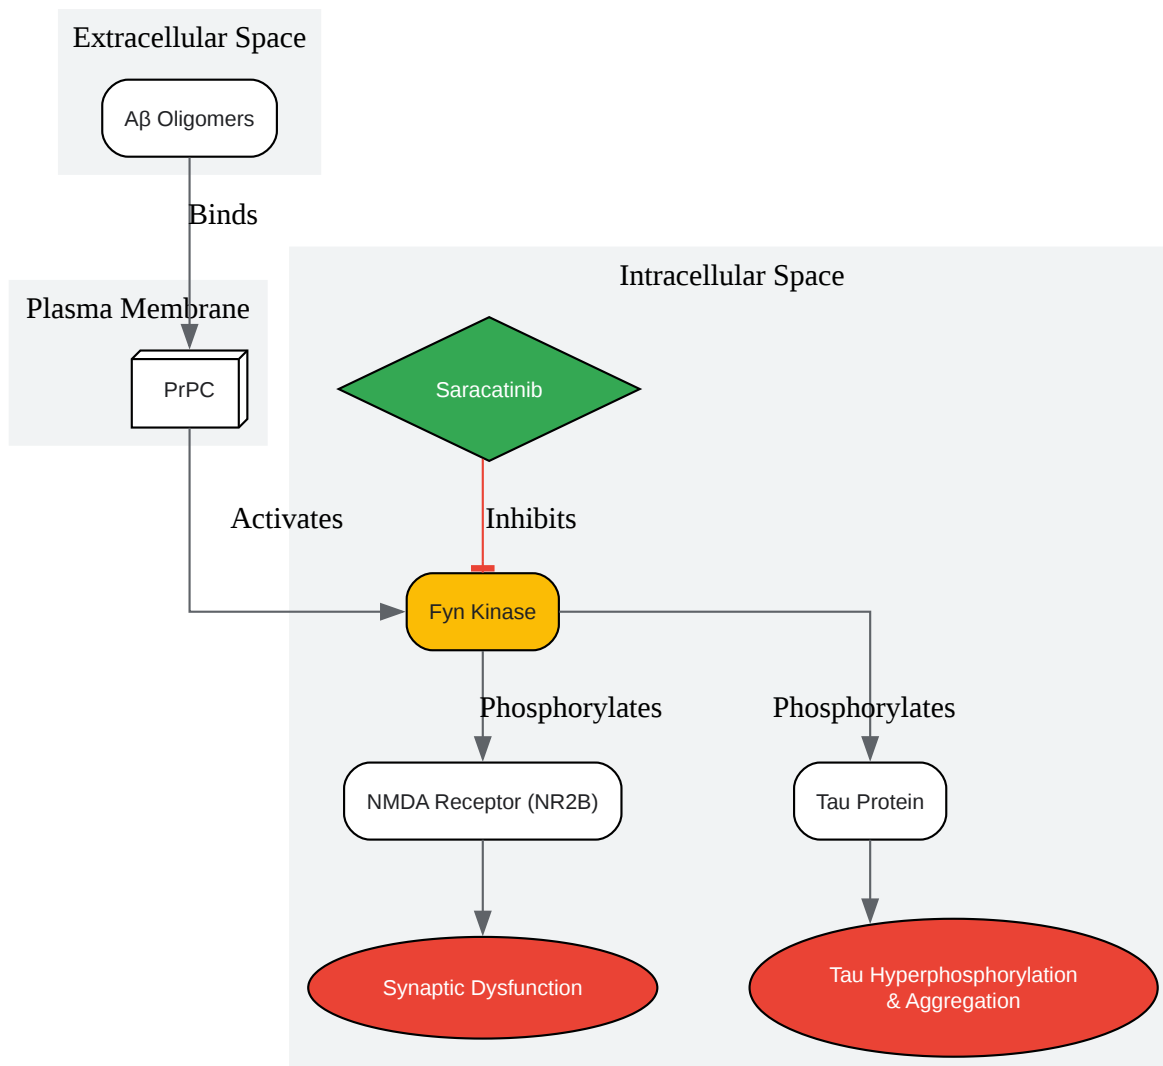 Extracellular Space
Aβ Oligomers
Binds
Plasma Membrane
PrPC
Intracellular Space
Saracatinib
Activates
Inhibits
Fyn Kinase
Phosphorylates
Phosphorylates
NMDA Receptor (NR2B)
Tau Protein
Synaptic Dysfunction
Tau Hyperphosphorylation
& Aggregation